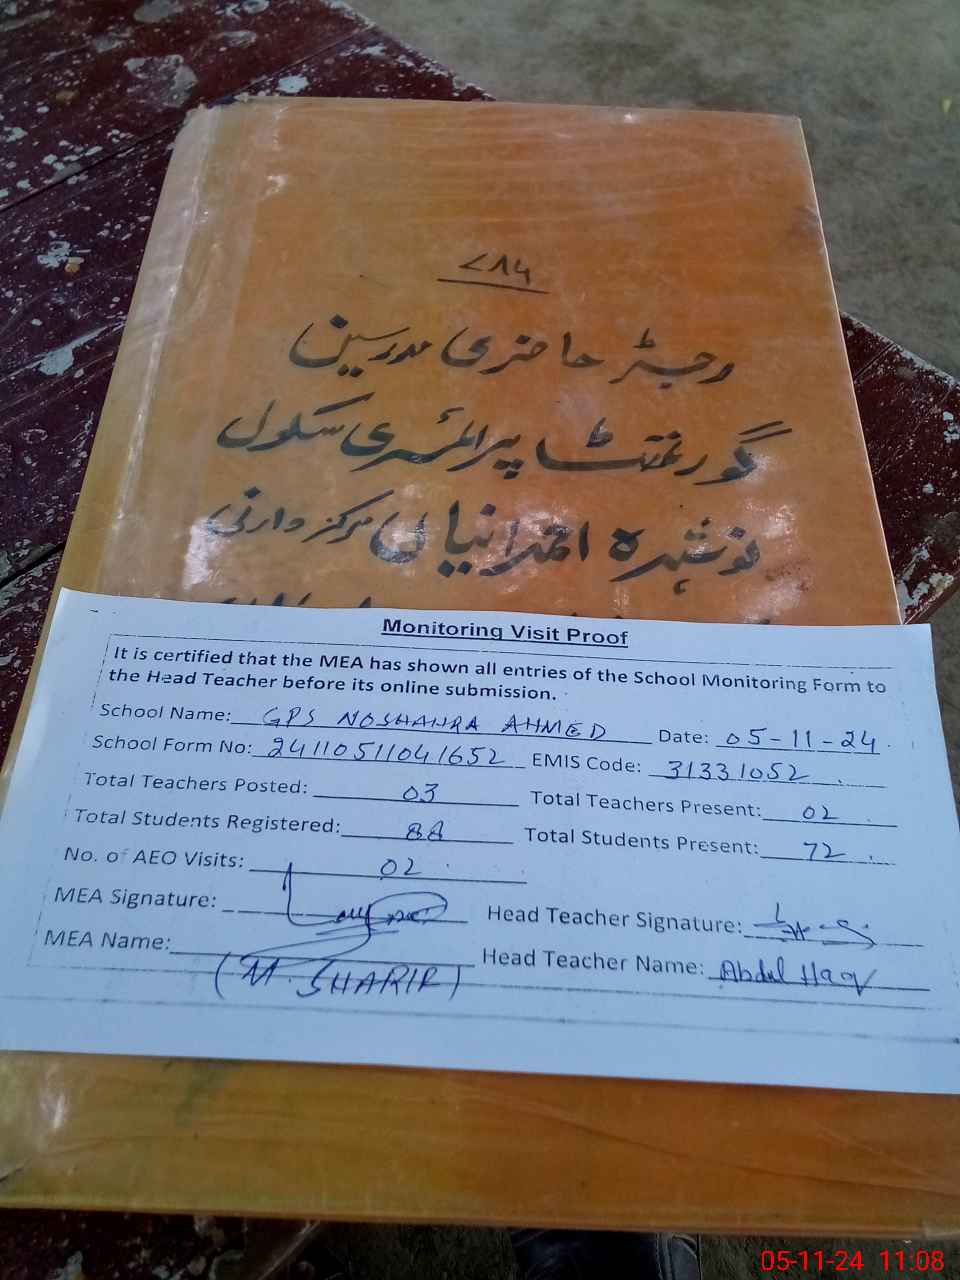 ۷۸۶
رجسٹر حاضری مدرسین
گورنمنٹ پرائمری سکول
نوشہرہ احمدانیاں مرکز وارنی
Monitoring Visit Proof
It is certified that the MEA has shown all entries of the School Monitoring Form to
the Head Teacher before its online submission.
School Name: GPS NOSHAHRA AHMED Date: 05-11-24
School Form No: 24110511041652 EMIS Code: 31331052
Total Teachers Posted: 03 Total Teachers Present: 02
Total Students Registered: 88 Total Students Present: 72
No. of AEO Visits: 02
MEA Signature: Head Teacher Signature:
MEA Name: Head Teacher Name: Abdul Haq
(M. SHARIF)
05-11-24 11:08